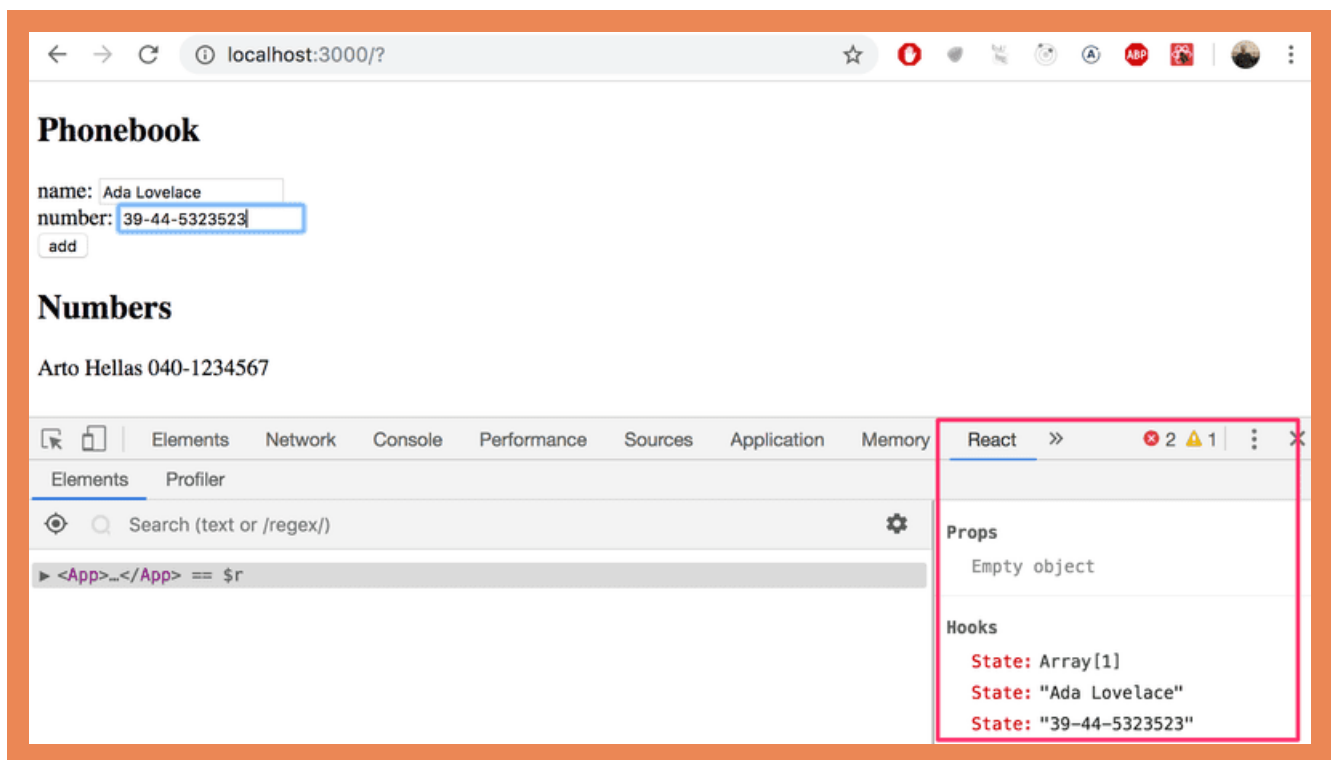 localhost:3000/?
ABP
Phonebook
name: Ada Lovelace
number: 39-44-5323523
add
Numbers
Arto Hellas 040-1234567
Elements Network Console Performance Sources Application Memory React » 2 1
Elements Profiler
Search (text or /regex/)
Props
Empty object
▶ <App>…</App> == $r
Hooks
State: Array[1]
State: "Ada Lovelace"
State: "39-44-5323523"